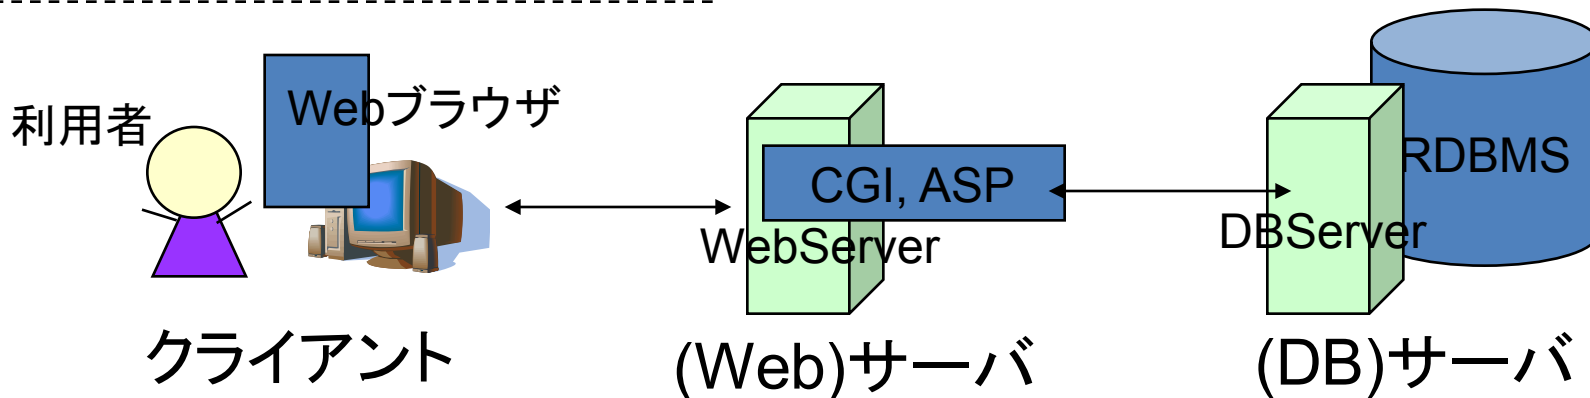 利用者
Webブラウザ
CGI, ASP
WebServer
RDBMS
DBServer
クライアント
(Web)サーバ
(DB)サーバ